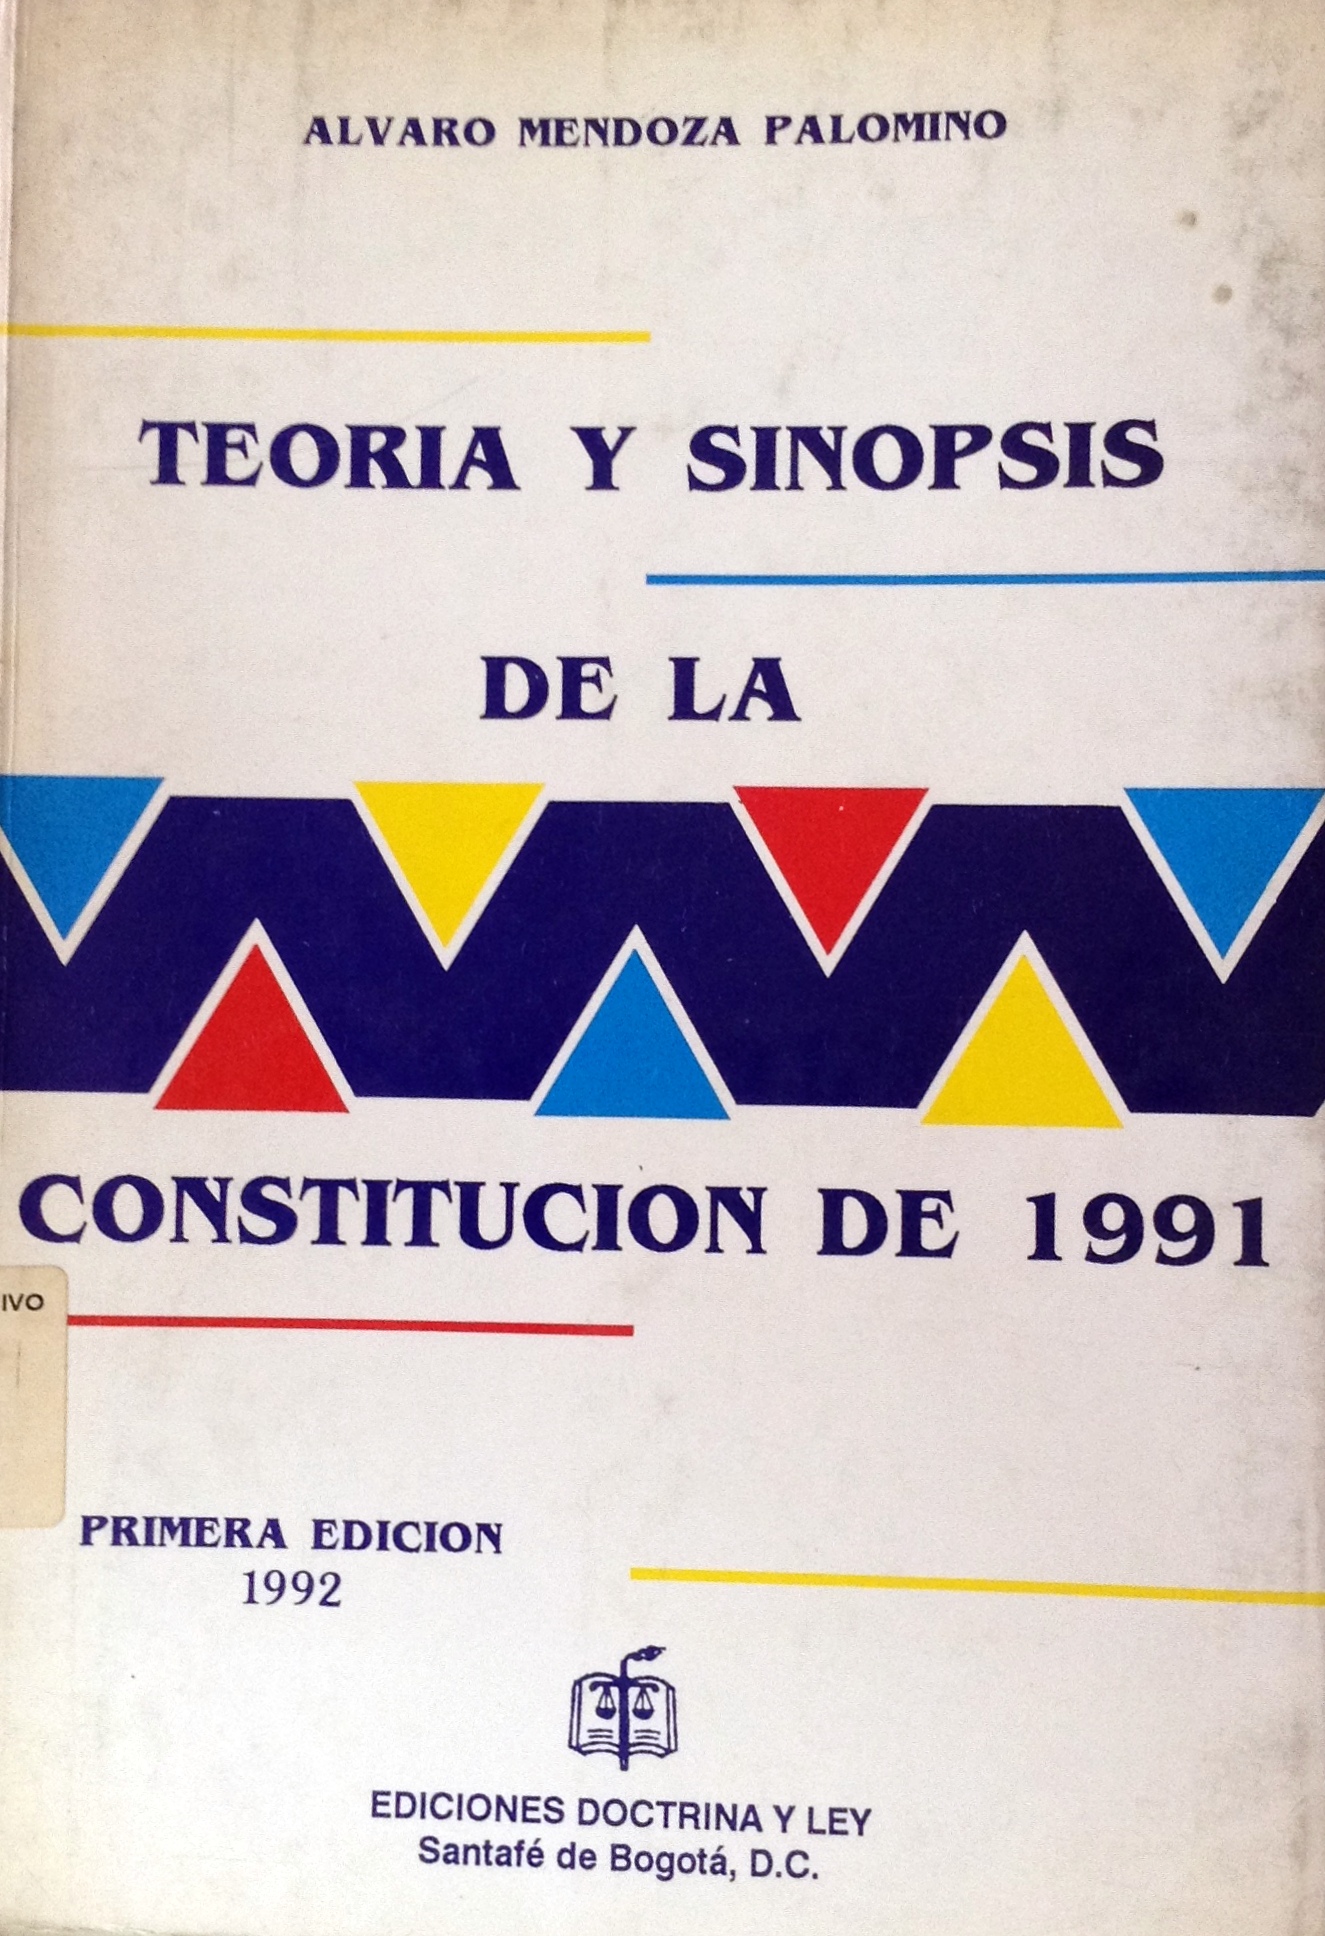 ALVARO MENDOZA PALOMINO
TEORIA Y SINOPSIS
DE LA
CONSTITUCION DE 1991
IVO
PRIMERA EDICION
1992
EDICIONES DOCTRINA Y LEY
Santafé de Bogotá, D.C.